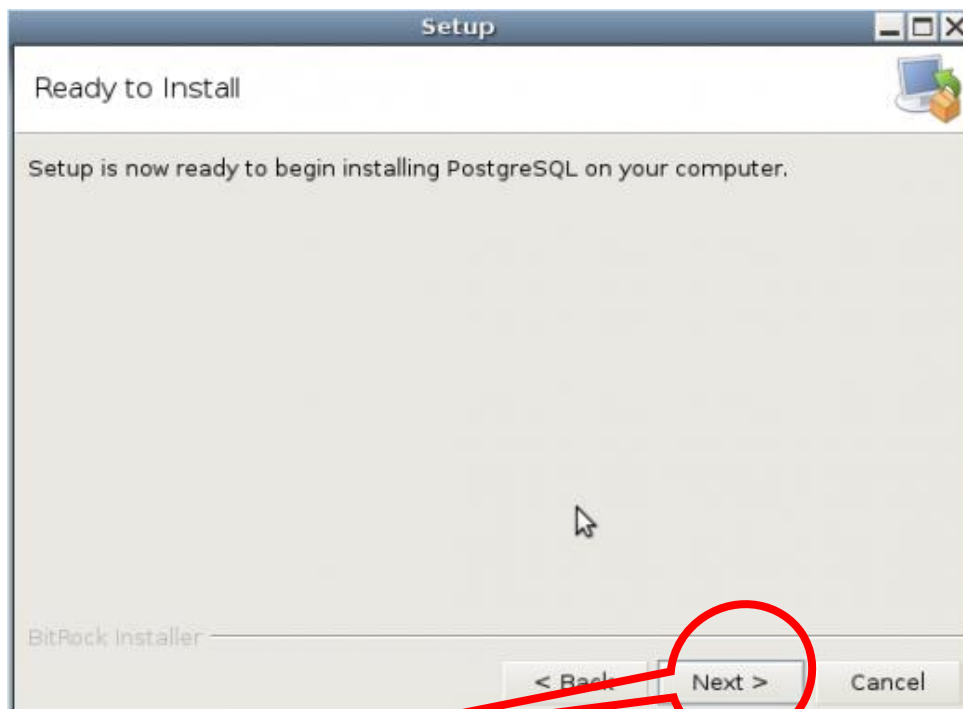 Setup
Ready to Install
Setup is now ready to begin installing PostgreSQL on your computer.
BitRock Installer
< Back Next > Cancel